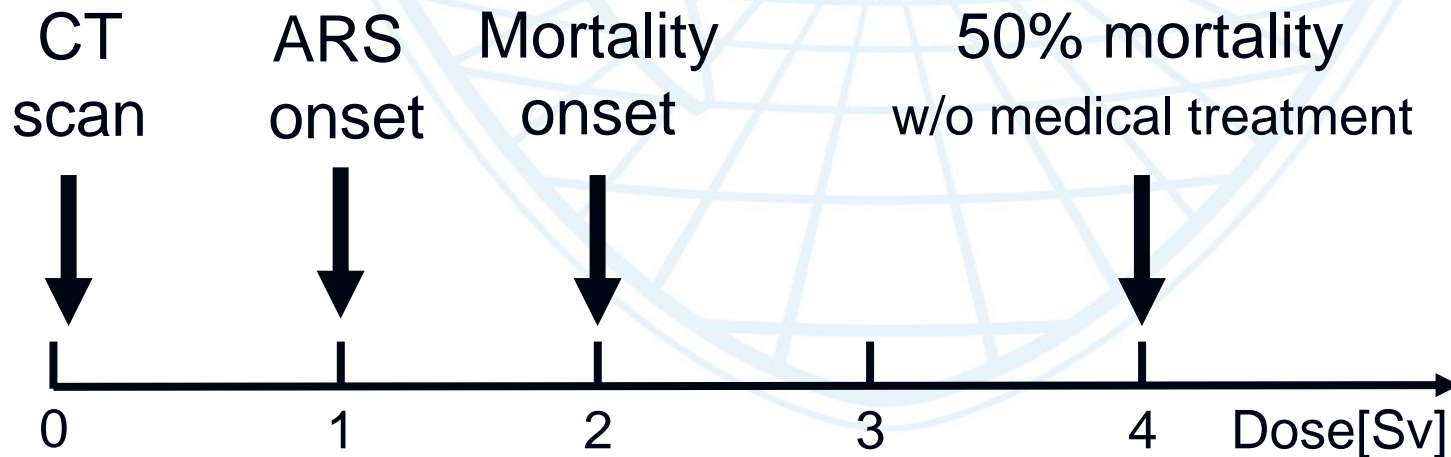 CT
scan
ARS
onset
Mortality
onset
50% mortality
w/o medical treatment
0 1 2 3 4 Dose[Sv]